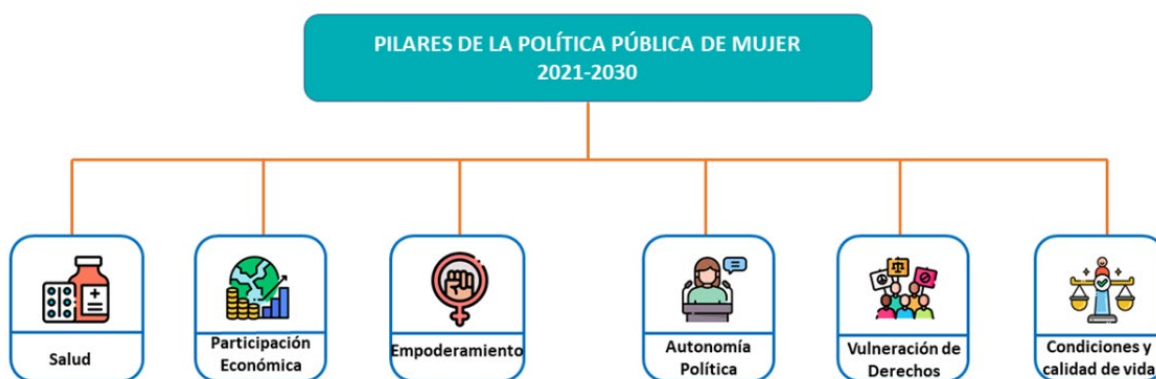 PILARES DE LA POLÍTICA PÚBLICA DE MUJER
2021-2030
Salud
Participación
Económica
Empoderamiento
Autonomía
Política
Vulneración de
Derechos
Condiciones y
calidad de vida